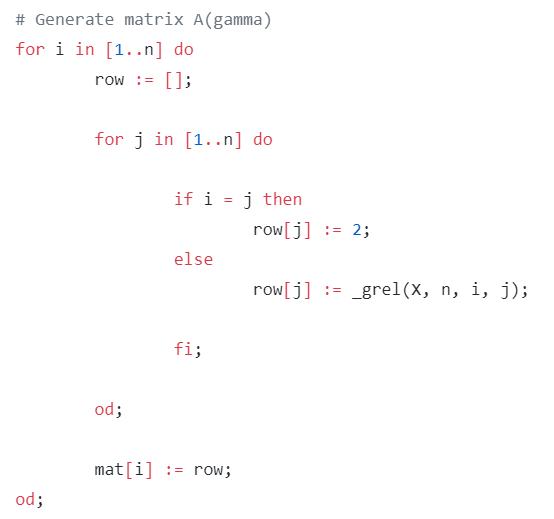 # Generate matrix A(gamma)
for i in [1..n] do
        row := [];
        for j in [1..n] do
                if i = j then
                        row[j] := 2;
                else
                        row[j] := _grel(X, n, i, j);
                fi;
        od;
        mat[i] := row;
od;